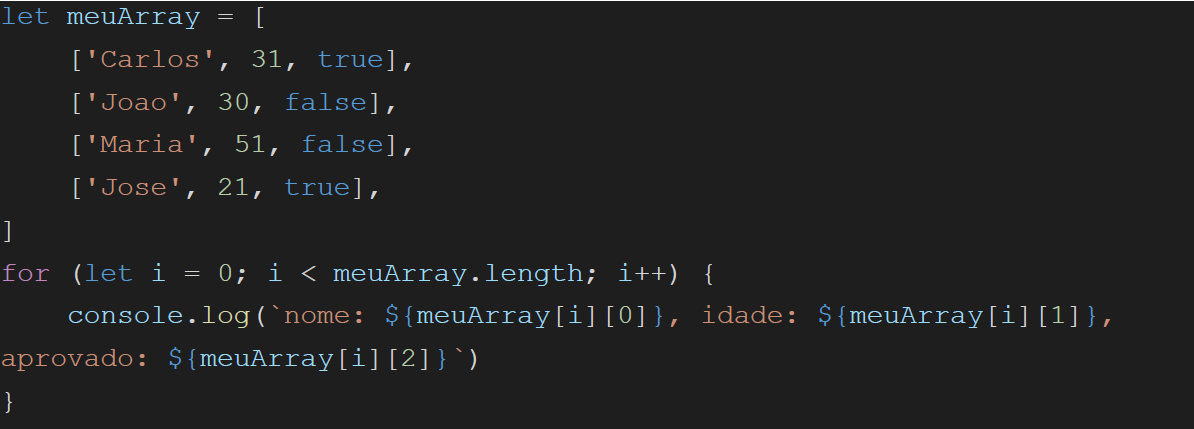 let meuArray = [
    ['Carlos', 31, true],
    ['Joao', 30, false],
    ['Maria', 51, false],
    ['Jose', 21, true],
]
for (let i = 0; i < meuArray.length; i++) {
    console.log(`nome: ${meuArray[i][0]}, idade: ${meuArray[i][1]},
aprovado: ${meuArray[i][2]}`)
}